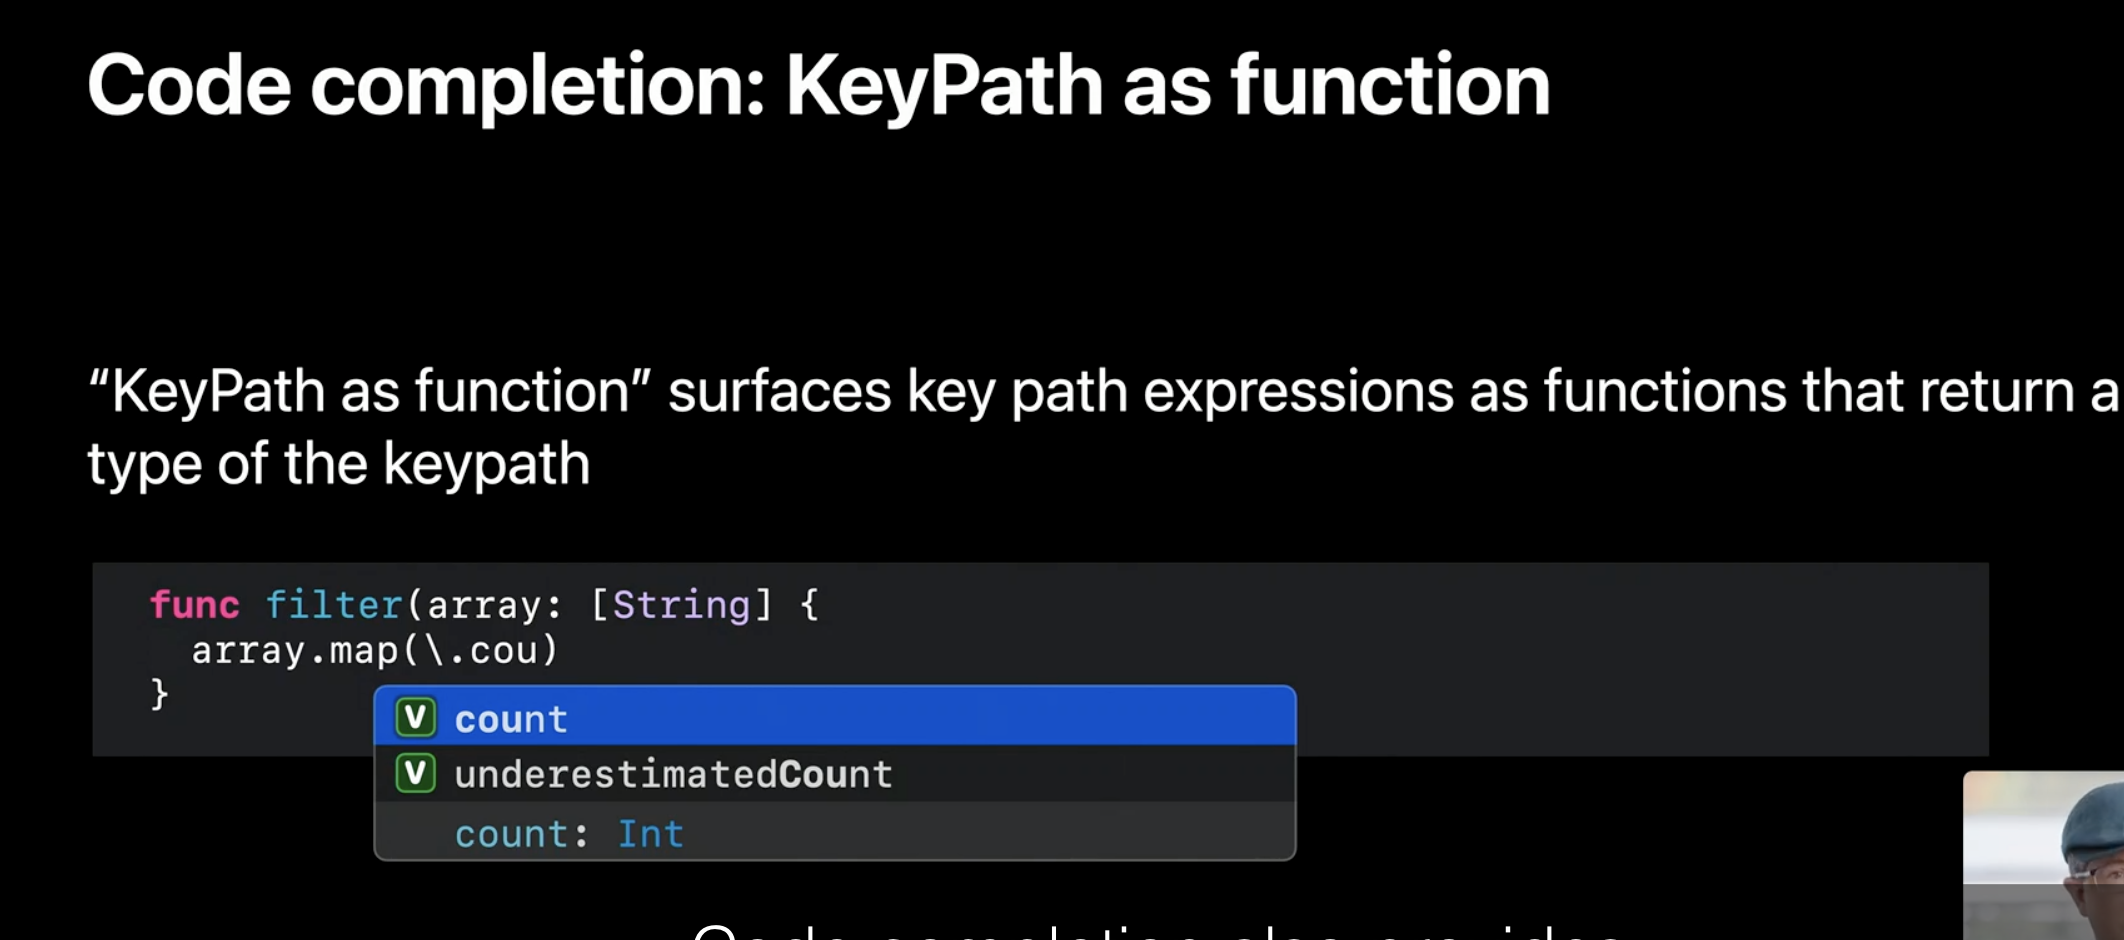 Code completion: KeyPath as function
“KeyPath as function” surfaces key path expressions as functions that return a
type of the keypath
func filter(array: [String] {
array.map(\.cou)
}
V count
V underestimatedCount
count: Int